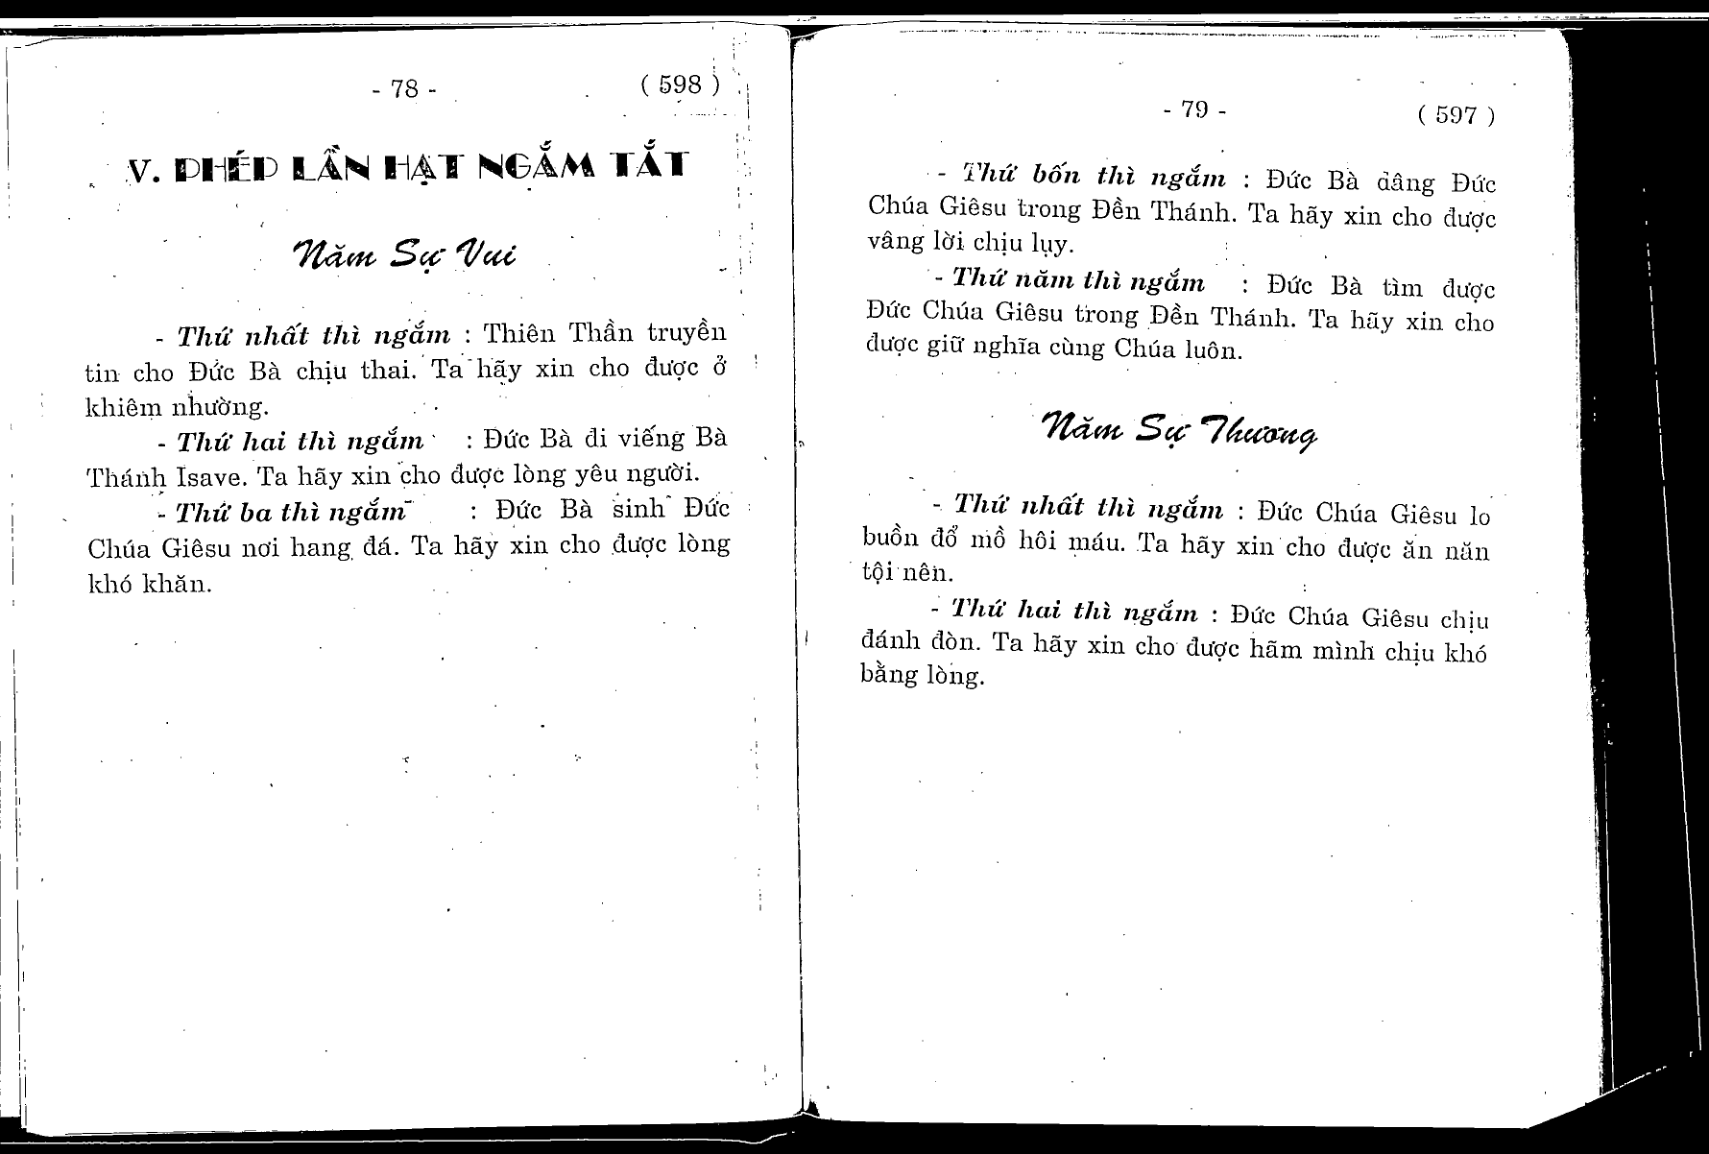 - 78 -
( 598 )
V. PHÉP LẦN HẠT NGẮM TẮT
Năm Sự Vui
- Thứ nhất thì ngắm : Thiên Thần truyền
tin cho Đức Bà chịu thai. Ta hãy xin cho được ở
khiêm nhường.
- Thứ hai thì ngắm : Đức Bà đi viếng Bà
Thánh Isave. Ta hãy xin cho được lòng yêu người.
- Thứ ba thì ngắm : Đức Bà sinh Đức
Chúa Giêsu nơi hang đá. Ta hãy xin cho được lòng
khó khăn.
- 79 -
( 597 )
- Thứ bốn thì ngắm : Đức Bà dâng Đức
Chúa Giêsu trong Đền Thánh. Ta hãy xin cho được
vâng lời chịu lụy.
- Thứ năm thì ngắm : Đức Bà tìm được
Đức Chúa Giêsu trong Đền Thánh. Ta hãy xin cho
được giữ nghĩa cùng Chúa luôn.
Năm Sự Thương
- Thứ nhất thì ngắm : Đức Chúa Giêsu lo
buồn đổ mồ hôi máu. Ta hãy xin cho được ăn năn
tội nên.
- Thứ hai thì ngắm : Đức Chúa Giêsu chịu
đánh đòn. Ta hãy xin cho được hãm mình chịu khó
bằng lòng.